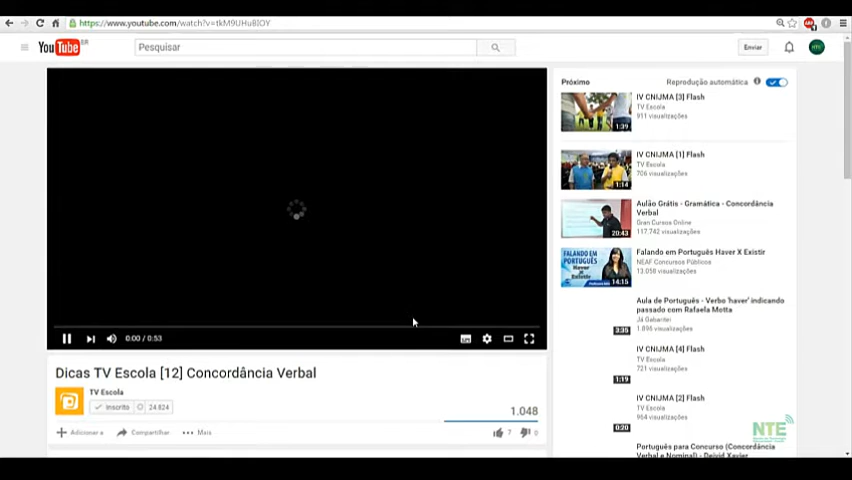 https://www.youtube.com/watch?v=tkM9UHuBIOY
YouTube BR
Pesquisar
Enviar
NTE
Próximo
Reprodução automática
IV CNIJMA [3] Flash
TV Escola
911 visualizações
1:39
IV CNIJMA [1] Flash
TV Escola
706 visualizações
1:14
Aulão Grátis - Gramática - Concordância
Verbal
Gran Cursos Online
117.742 visualizações
20:43
FALANDO EM
PORTUGUÊS
Haver
Existir
Falando em Português Haver X Existir
NEAF Concursos Públicos
13.058 visualizações
14:15
Aula de Português - Verbo 'haver' indicando
passado com Rafaela Motta
Já Gabaritei
1.896 visualizações
3:35
IV CNIJMA [4] Flash
TV Escola
721 visualizações
1:19
IV CNIJMA [2] Flash
TV Escola
964 visualizações
0:20
Português para Concurso (Concordância
Verbal e Nominal) - Deivid Xavier
0:00 / 0:53
Dicas TV Escola [12] Concordância Verbal
TV Escola
Inscrito
24.824
1.048
Adicionar a
Compartilhar
Mais
7
0
NTE